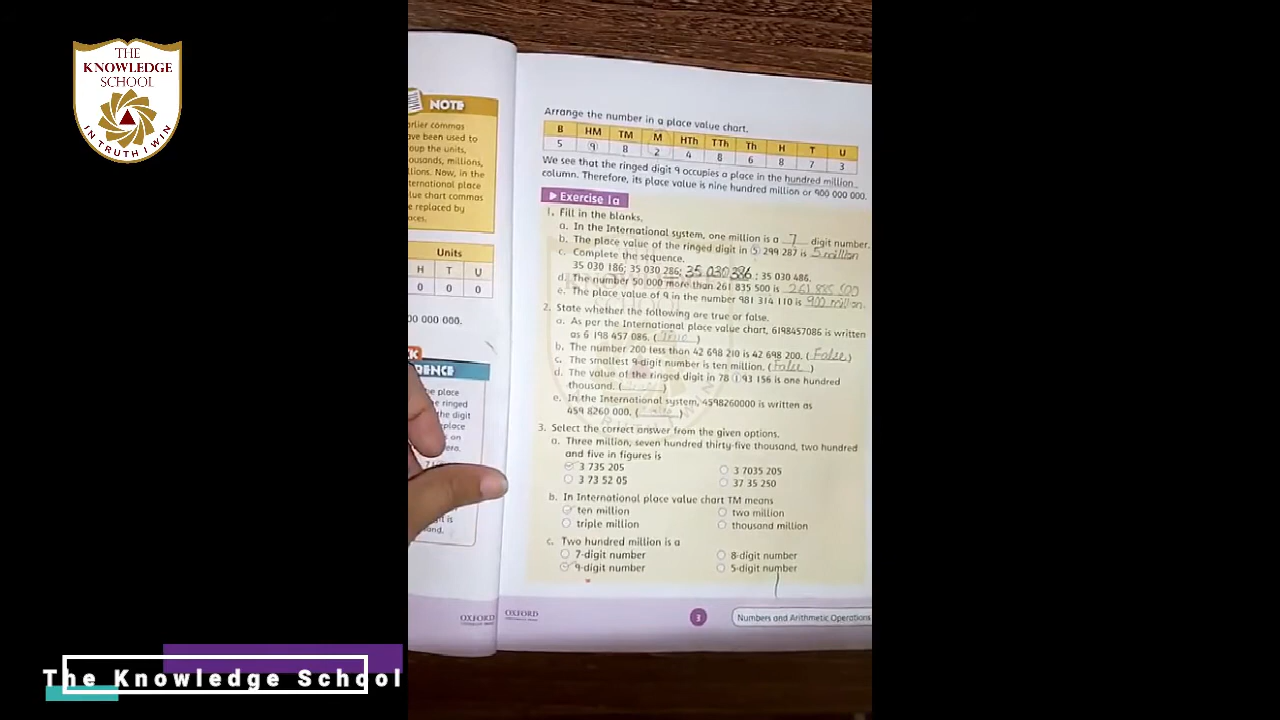 THE
KNOWLEDGE
SCHOOL
IN TRUTH I WIN
NOTE
rlier commas
ve been used to
oup the units,
ousands, millions,
llions. Now, in the
ternational place
lue chart commas
e replaced by
aces.
Units
H T U
0 0 0
00 000 000.
DENCE
he place
e ringed
the digit
place
s on
Arrange the number in a place value chart.
B HM TM M HTh TTh Th H T U
5 9 8 2 4 8 6 8 7 3
We see that the ringed digit 9 occupies a place in the hundred million
column. Therefore, its place value is nine hundred million or 900 000 000.
Exercise 1a
1. Fill in the blanks.
a. In the International system, one million is a 7 digit number.
b. The place value of the ringed digit in 5 299 287 is 5 million
c. Complete the sequence.
35 030 186; 35 030 286; 35 030 386 ; 35 030 486.
d. The number 50 000 more than 261 835 500 is 261 885 500
e. The place value of 9 in the number 981 314 110 is 900 million.
2. State whether the following are true or false.
a. As per the International place value chart, 6198457086 is written
as 6 198 457 086. (True)
b. The number 200 less than 42 698 210 is 42 698 200. (False)
c. The smallest 9-digit number is ten million. (False)
d. The value of the ringed digit in 78 1 93 156 is one hundred
thousand. ( )
e. In the International system, 4598260000 is written as
459 8260 000. ( )
3. Select the correct answer from the given options.
a. Three million, seven hundred thirty-five thousand, two hundred
and five in figures is
3 735 205 3 7035 205
3 73 52 05 37 35 250
b. In International place value chart TM means
ten million two million
triple million thousand million
c. Two hundred million is a
7-digit number 8-digit number
9-digit number 5-digit number
OXFORD OXFORD
3 Numbers and Arithmetic Operations
The Knowledge School